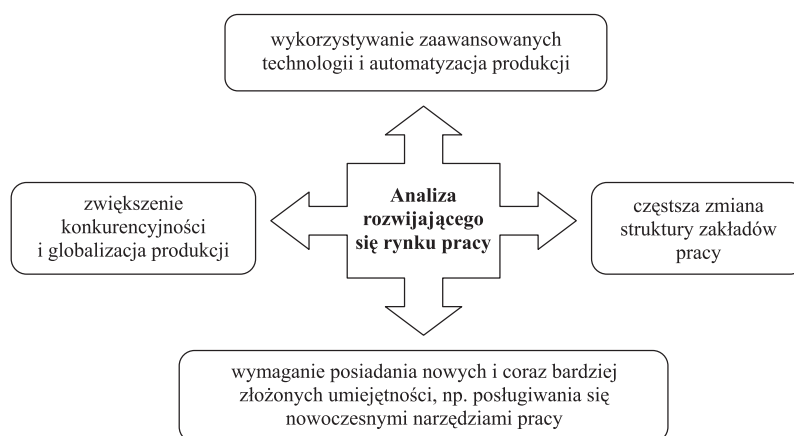 wykorzystywanie zaawansowanych
technologii i automatyzacja produkcji
zwiększenie
konkurencyjności
i globalizacja produkcji
Analiza
rozwijającego
się rynku pracy
częstsza zmiana
struktury zakładów
pracy
wymaganie posiadania nowych i coraz bardziej
złożonych umiejętności, np. posługiwania się
nowoczesnymi narzędziami pracy